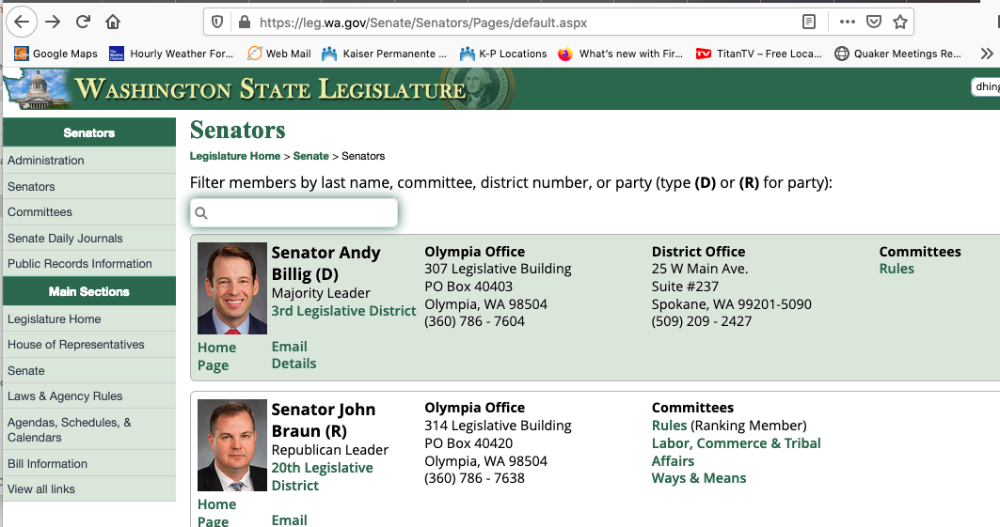 https://leg.wa.gov/Senate/Senators/Pages/default.aspx
Google Maps Hourly Weather For... Web Mail Kaiser Permanente ... K-P Locations What's new with Fir... TitanTV – Free Loca... Quaker Meetings Re...
WASHINGTON STATE LEGISLATURE
dhing
Senators
Administration
Senators
Committees
Senate Daily Journals
Public Records Information
Main Sections
Legislature Home
House of Representatives
Senate
Laws & Agency Rules
Agendas, Schedules, &
Calendars
Bill Information
View all links
Senators
Legislature Home > Senate > Senators
Filter members by last name, committee, district number, or party (type (D) or (R) for party):
Senator Andy
Billig (D)
Majority Leader
3rd Legislative District
Home
Page
Email
Details
Olympia Office
307 Legislative Building
PO Box 40403
Olympia, WA 98504
(360) 786 - 7604
District Office
25 W Main Ave.
Suite #237
Spokane, WA 99201-5090
(509) 209 - 2427
Committees
Rules
Senator John
Braun (R)
Republican Leader
20th Legislative
District
Home
Page
Email
Olympia Office
314 Legislative Building
PO Box 40420
Olympia, WA 98504
(360) 786 - 7638
Committees
Rules (Ranking Member)
Labor, Commerce & Tribal
Affairs
Ways & Means